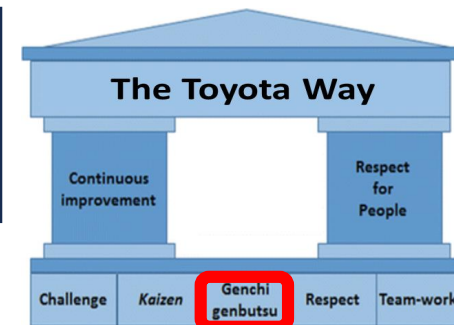 The Toyota Way
Continuous
improvement
Respect
for
People
Challenge
Kaizen
Genchi
genbutsu
Respect
Team-work